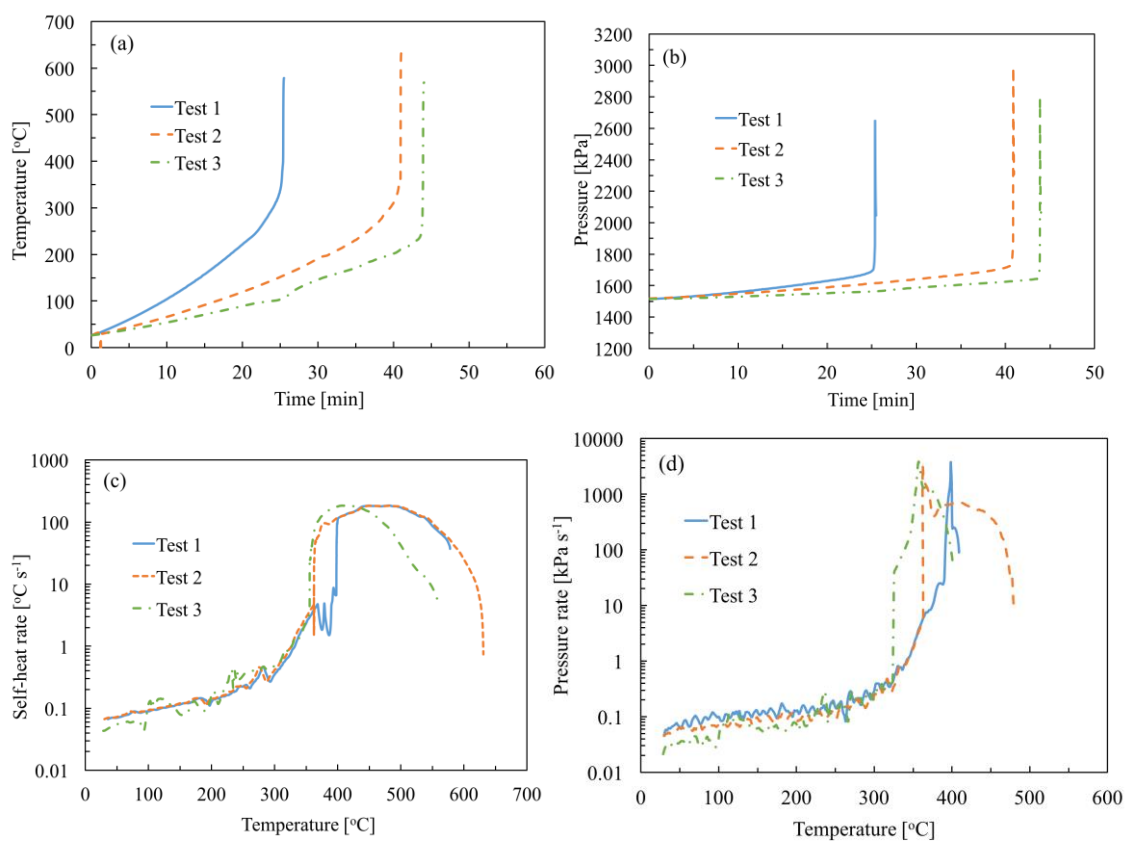 (a)
Temperature [°C]
700
600
500
400
300
200
100
0
Test 1
Test 2
Test 3
0 10 20 30 40 50 60
Time [min]
(b)
Pressure [kPa]
3200
3000
2800
2600
2400
2200
2000
1800
1600
1400
1200
Test 1
Test 2
Test 3
0 10 20 30 40 50
Time [min]
(c)
Self-heat rate [°C s⁻¹]
1000
100
10
1
0.1
0.01
Test 1
Test 2
Test 3
0 100 200 300 400 500 600 700
Temperature [°C]
(d)
Pressure rate [kPa s⁻¹]
10000
1000
100
10
1
0.1
0.01
Test 1
Test 2
Test 3
0 100 200 300 400 500 600
Temperature [°C]